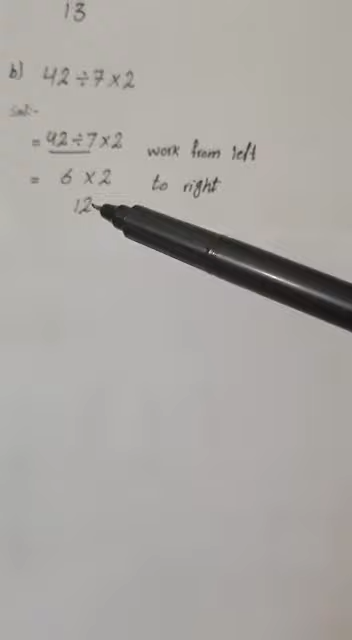 13
b) 42 ÷ 7 × 2
Sol:-
= 42 ÷ 7 × 2 work from left
= 6 × 2 to right
12